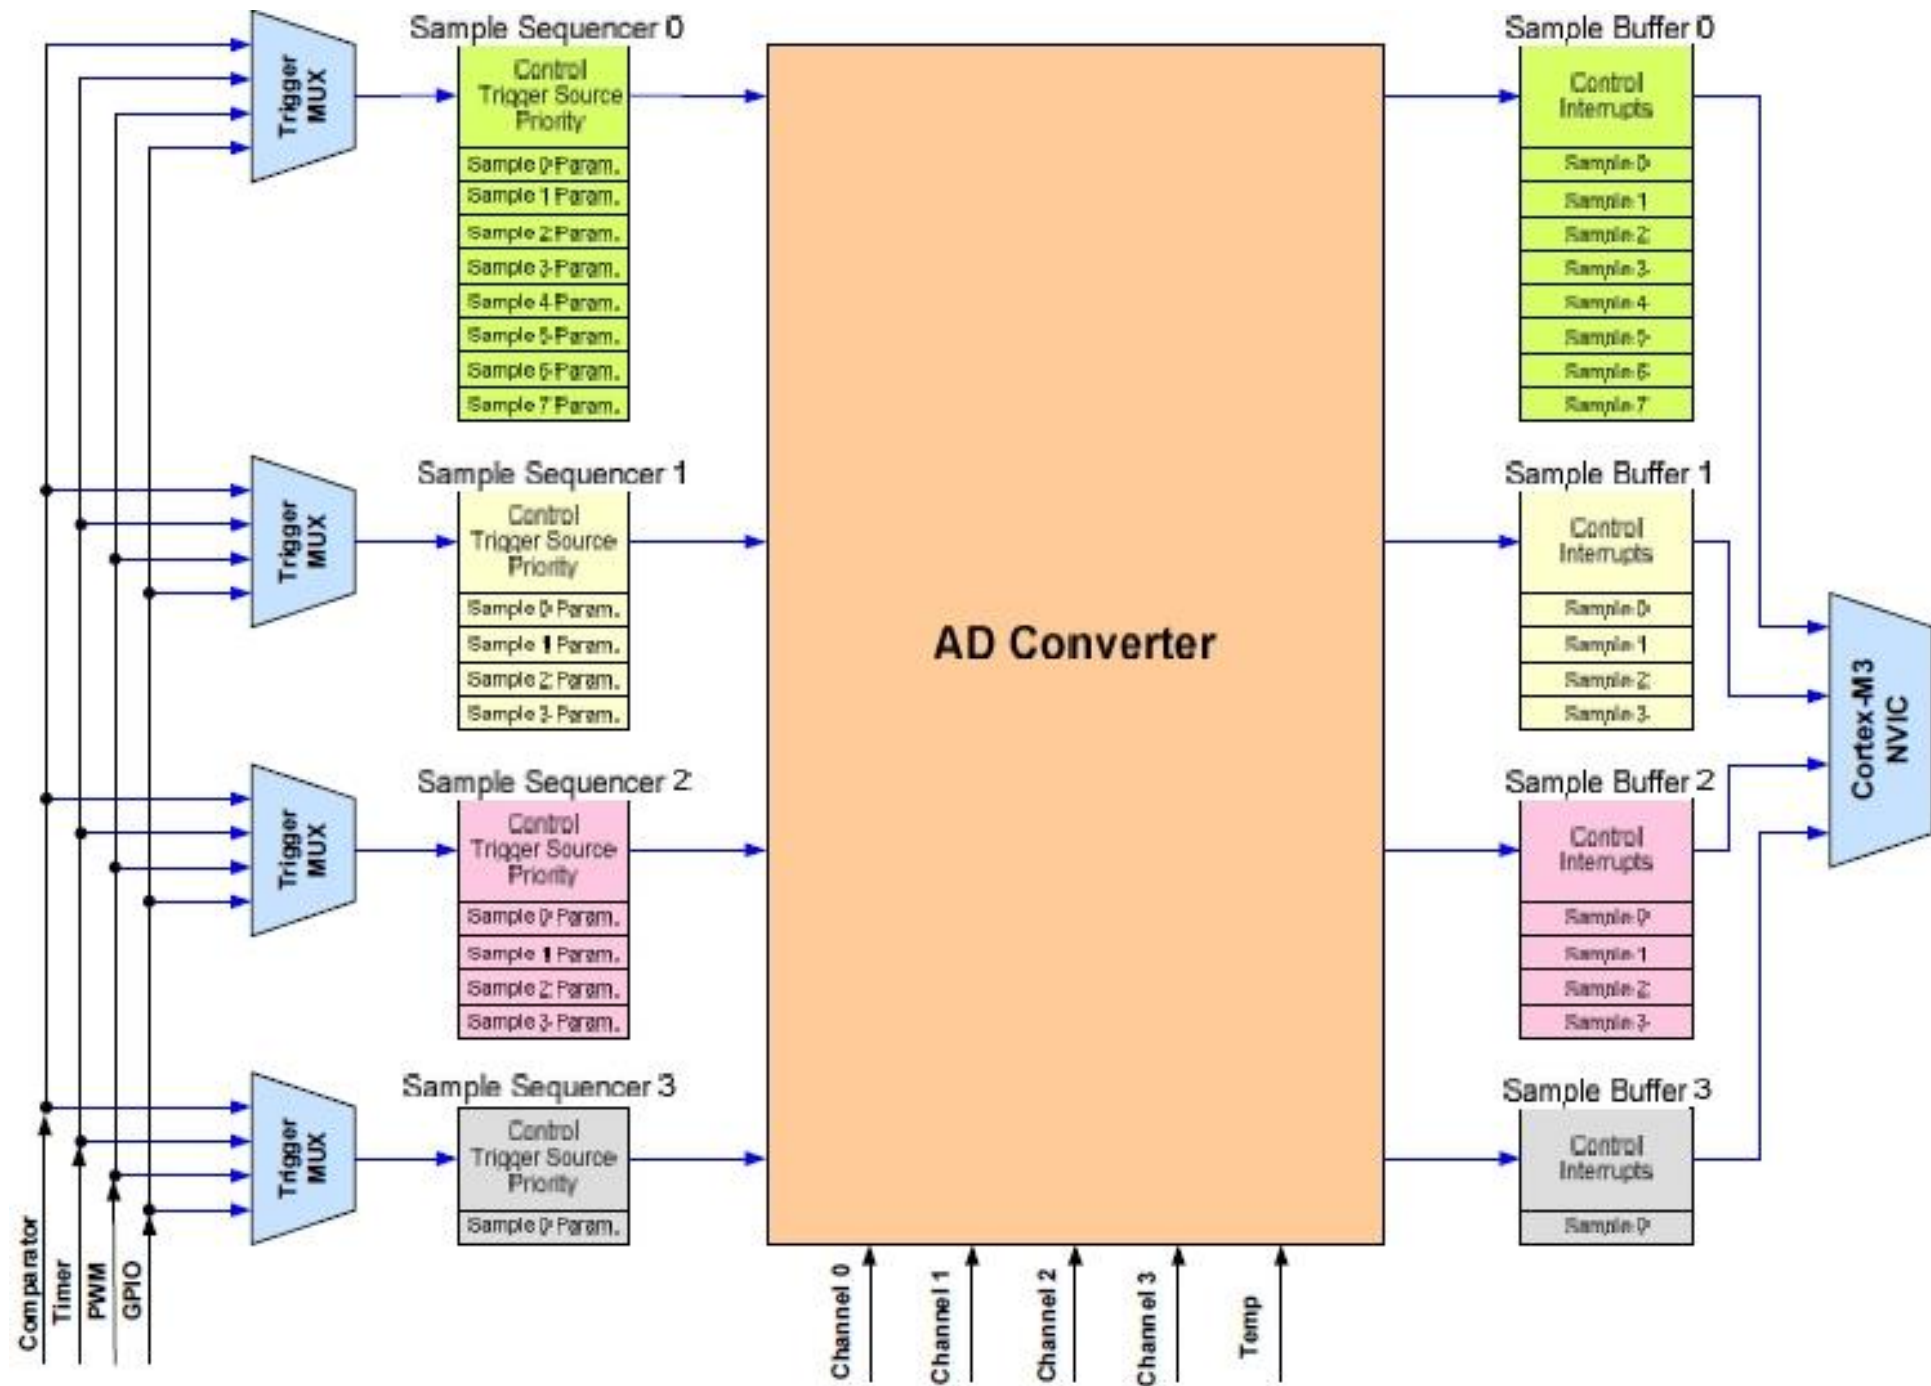 Sample Sequencer 0
Trigger
MUX
Control
Trigger Source
Priority
Sample 0 Param.
Sample 1 Param.
Sample 2 Param.
Sample 3 Param.
Sample 4 Param.
Sample 5 Param.
Sample 6 Param.
Sample 7 Param.
Sample Sequencer 1
Trigger
MUX
Control
Trigger Source
Priority
Sample 0 Param.
Sample 1 Param.
Sample 2 Param.
Sample 3 Param.
Sample Sequencer 2
Trigger
MUX
Control
Trigger Source
Priority
Sample 0 Param.
Sample 1 Param.
Sample 2 Param.
Sample 3 Param.
Sample Sequencer 3
Trigger
MUX
Control
Trigger Source
Priority
Sample 0 Param.
Comparator
Timer
PWM
GPIO
AD Converter
Channel 0
Channel 1
Channel 2
Channel 3
Temp
Sample Buffer 0
Control
Interrupts
Sample 0
Sample 1
Sample 2
Sample 3
Sample 4
Sample 5
Sample 6
Sample 7
Sample Buffer 1
Control
Interrupts
Sample 0
Sample 1
Sample 2
Sample 3
Sample Buffer 2
Control
Interrupts
Sample 0
Sample 1
Sample 2
Sample 3
Sample Buffer 3
Control
Interrupts
Sample 0
Cortex-M3
NVIC